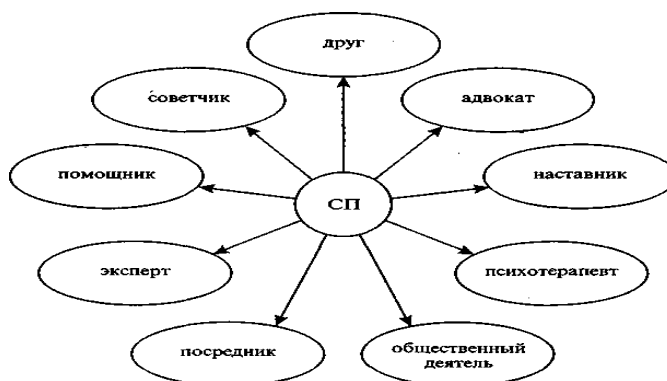 друг
советчик
адвокат
помощник
наставник
СП
эксперт
психотерапевт
посредник
общественный
деятель